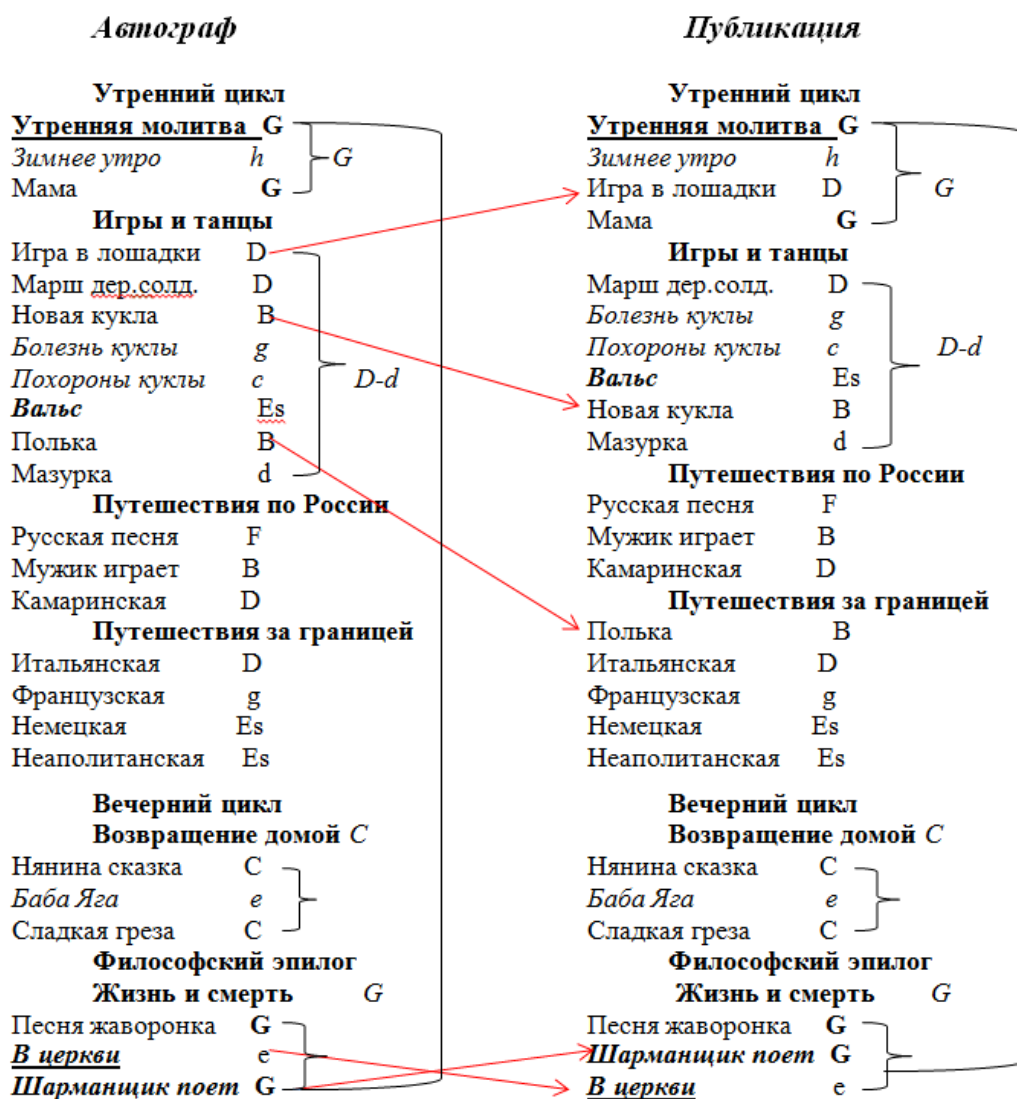 Автограф
Утренний цикл
Утренняя молитва G
Зимнее утро h G
Мама G
Игры и танцы
Игра в лошадки D
Марш дер.солд. D
Новая кукла B
Болезнь куклы g
Похороны куклы c D-d
Вальс Es
Полька B
Мазурка d
Путешествия по России
Русская песня F
Мужик играет B
Камаринская D
Путешествия за границей
Итальянская D
Французская g
Немецкая Es
Неаполитанская Es
Вечерний цикл
Возвращение домой C
Нянина сказка C
Баба Яга e
Сладкая греза C
Философский эпилог
Жизнь и смерть G
Песня жаворонка G
В церкви e
Шарманщик поет G
Публикация
Утренний цикл
Утренняя молитва G
Зимнее утро h
Игра в лошадки D G
Мама G
Игры и танцы
Марш дер.солд. D
Болезнь куклы g
Похороны куклы c D-d
Вальс Es
Новая кукла B
Мазурка d
Путешествия по России
Русская песня F
Мужик играет B
Камаринская D
Путешествия за границей
Полька B
Итальянская D
Французская g
Немецкая Es
Неаполитанская Es
Вечерний цикл
Возвращение домой C
Нянина сказка C
Баба Яга e
Сладкая греза C
Философский эпилог
Жизнь и смерть G
Песня жаворонка G
Шарманщик поет G
В церкви e